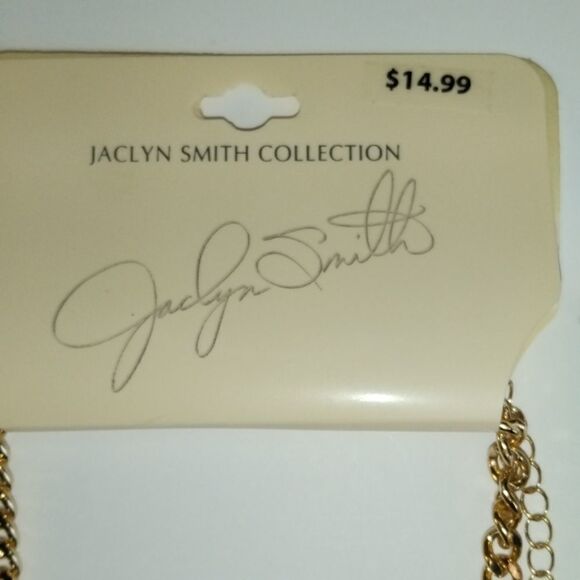 $14.99
JACLYN SMITH COLLECTION
Jaclyn Smith